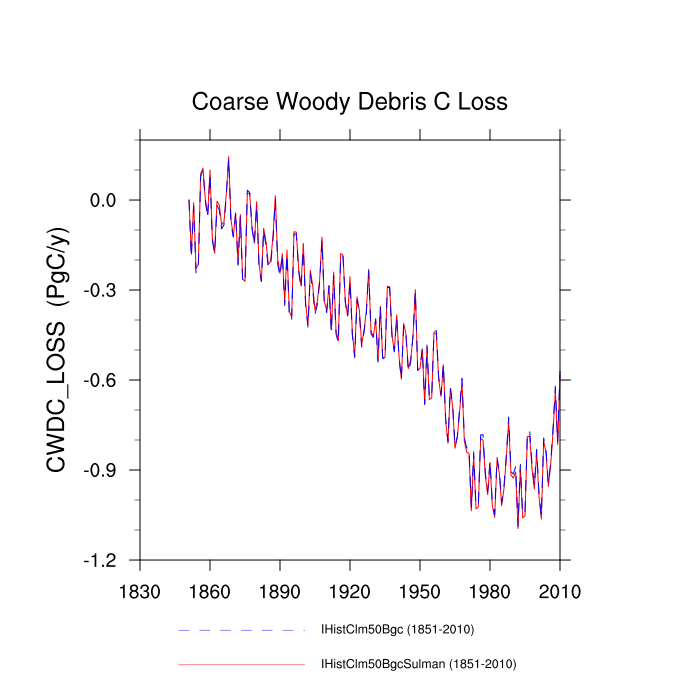 Coarse Woody Debris C Loss
CWDC_LOSS (PgC/y)
0.0
-0.3
-0.6
-0.9
-1.2
1830 1860 1890 1920 1950 1980 2010
IHistClm50Bgc (1851-2010)
IHistClm50BgcSulman (1851-2010)